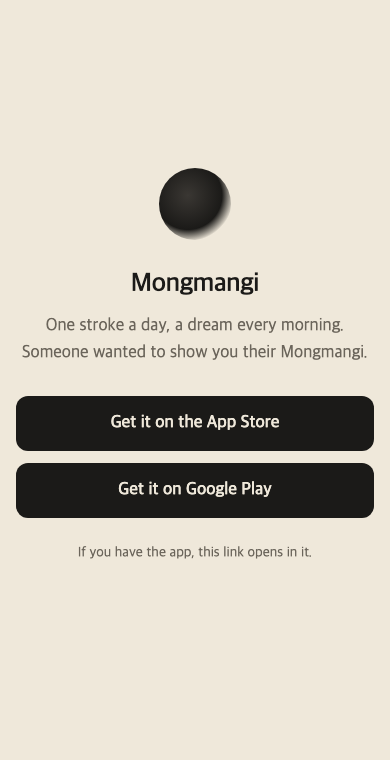 Mongmangi
One stroke a day, a dream every morning.
Someone wanted to show you their Mongmangi.
Get it on the App Store
Get it on Google Play
If you have the app, this link opens in it.